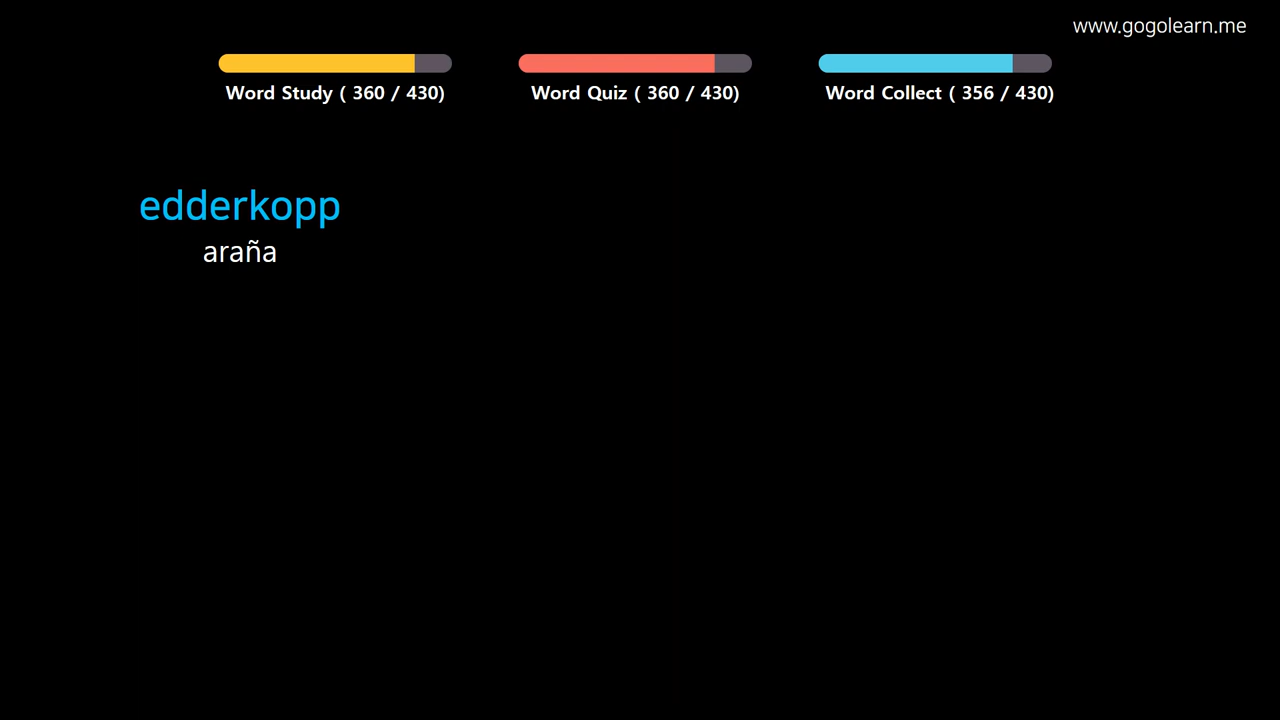 www.gogolearn.me
Word Study ( 360 / 430)
Word Quiz ( 360 / 430)
Word Collect ( 356 / 430)
edderkopp
araña